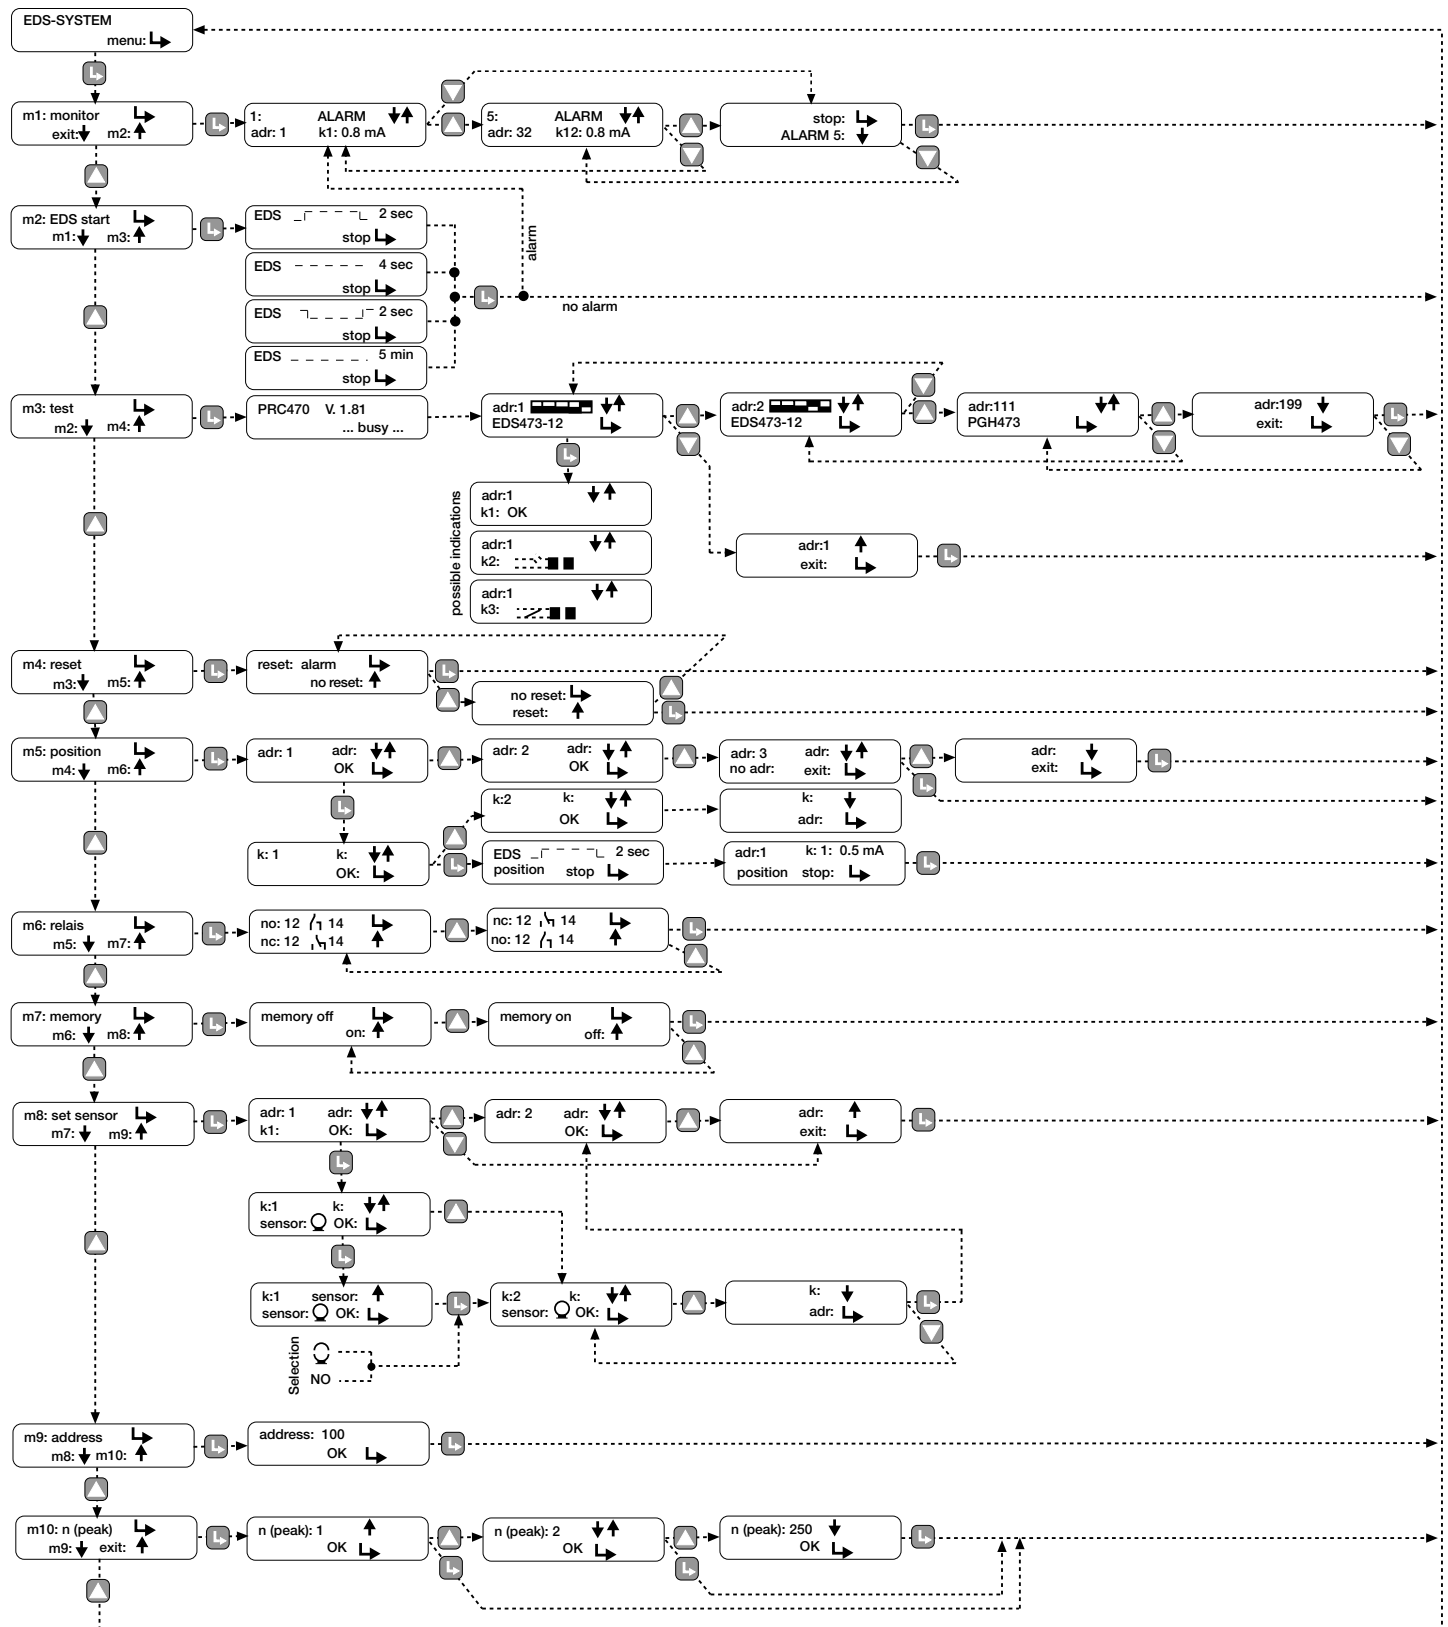 EDS-SYSTEM
menu:
m1: monitor
exit: m2:
1: ALARM
adr: 1 k1: 0.8 mA
5: ALARM
adr: 32 k12: 0.8 mA
stop:
ALARM 5:
m2: EDS start
m1: m3:
EDS 2 sec
stop
EDS 4 sec
stop
EDS 2 sec
stop
EDS 5 min
stop
alarm
no alarm
m3: test
m2: m4:
PRC470 V. 1.81
... busy ...
adr:1
EDS473-12
adr:2
EDS473-12
adr:111
PGH473
adr:199
exit:
possible indications
adr:1
k1: OK
adr:1
k2:
adr:1
k3:
adr:1
exit:
m4: reset
m3: m5:
reset: alarm
no reset:
no reset:
reset:
m5: position
m4: m6:
adr: 1 adr:
OK
adr: 2 adr:
OK
adr: 3 adr:
no adr: exit:
adr:
exit:
k:2 k:
OK
k:
adr:
k: 1 k:
OK:
EDS 2 sec
position stop
adr:1 k: 1: 0.5 mA
position stop:
m6: relais
m5: m7:
no: 12 14
nc: 12 14
nc: 12 14
no: 12 14
m7: memory
m6: m8:
memory off
on:
memory on
off:
m8: set sensor
m7: m9:
adr: 1 adr:
k1: OK:
adr: 2 adr:
OK:
adr:
exit:
k:1 k:
sensor: OK:
k:1 sensor:
sensor: OK:
k:2 k:
sensor: OK:
k:
adr:
Selection
NO
m9: address
m8: m10:
address: 100
OK
m10: n (peak)
m9: exit:
n (peak): 1
OK
n (peak): 2
OK
n (peak): 250
OK